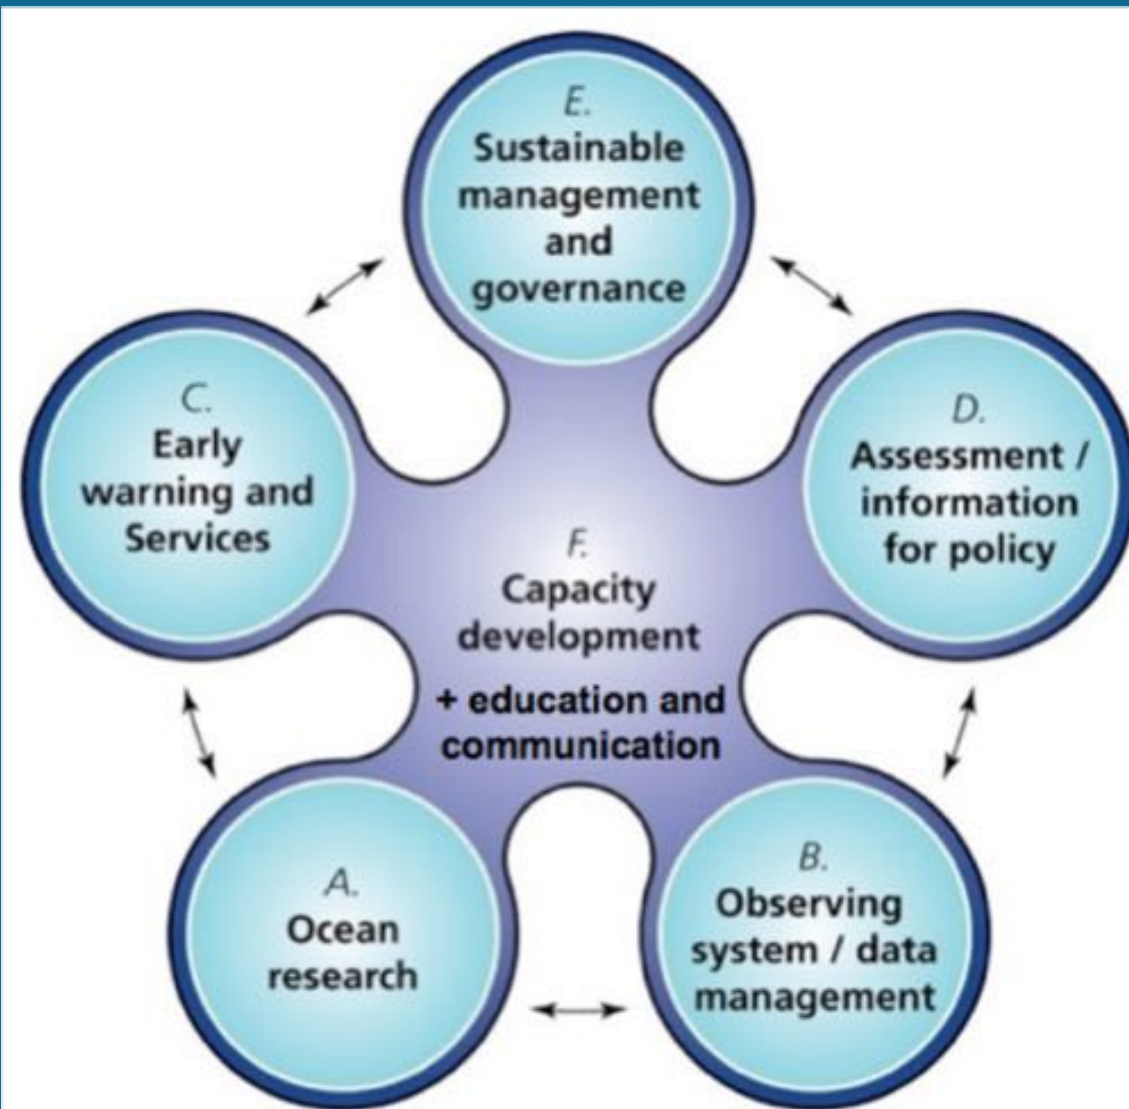 E.
Sustainable
management
and
governance
C.
Early
warning and
Services
D.
Assessment /
information
for policy
F.
Capacity
development
+ education and
communication
A.
Ocean
research
B.
Observing
system / data
management